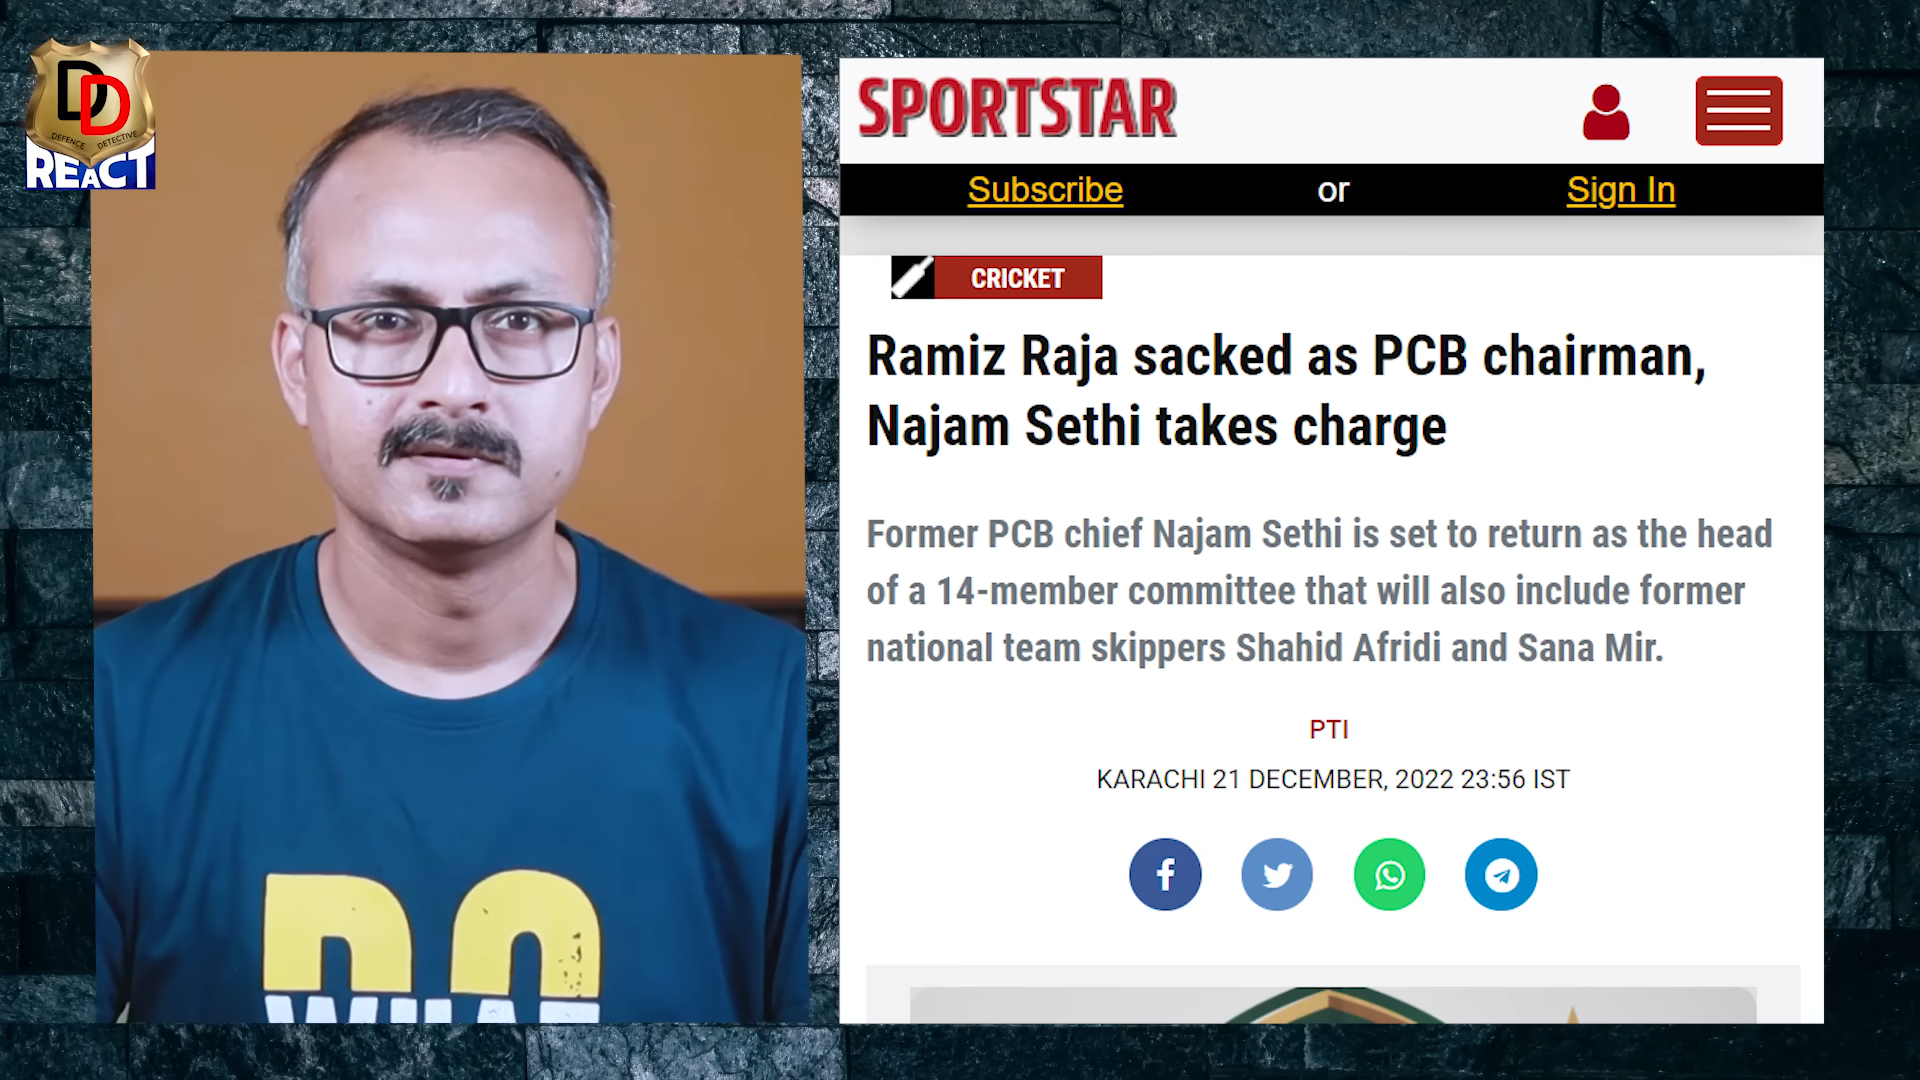 DD
DEFENCE DETECTIVE
REACT
SPORTSTAR
Subscribe or Sign In
CRICKET
Ramiz Raja sacked as PCB chairman,
Najam Sethi takes charge
Former PCB chief Najam Sethi is set to return as the head
of a 14-member committee that will also include former
national team skippers Shahid Afridi and Sana Mir.
PTI
KARACHI 21 DECEMBER, 2022 23:56 IST
DO
WHAT